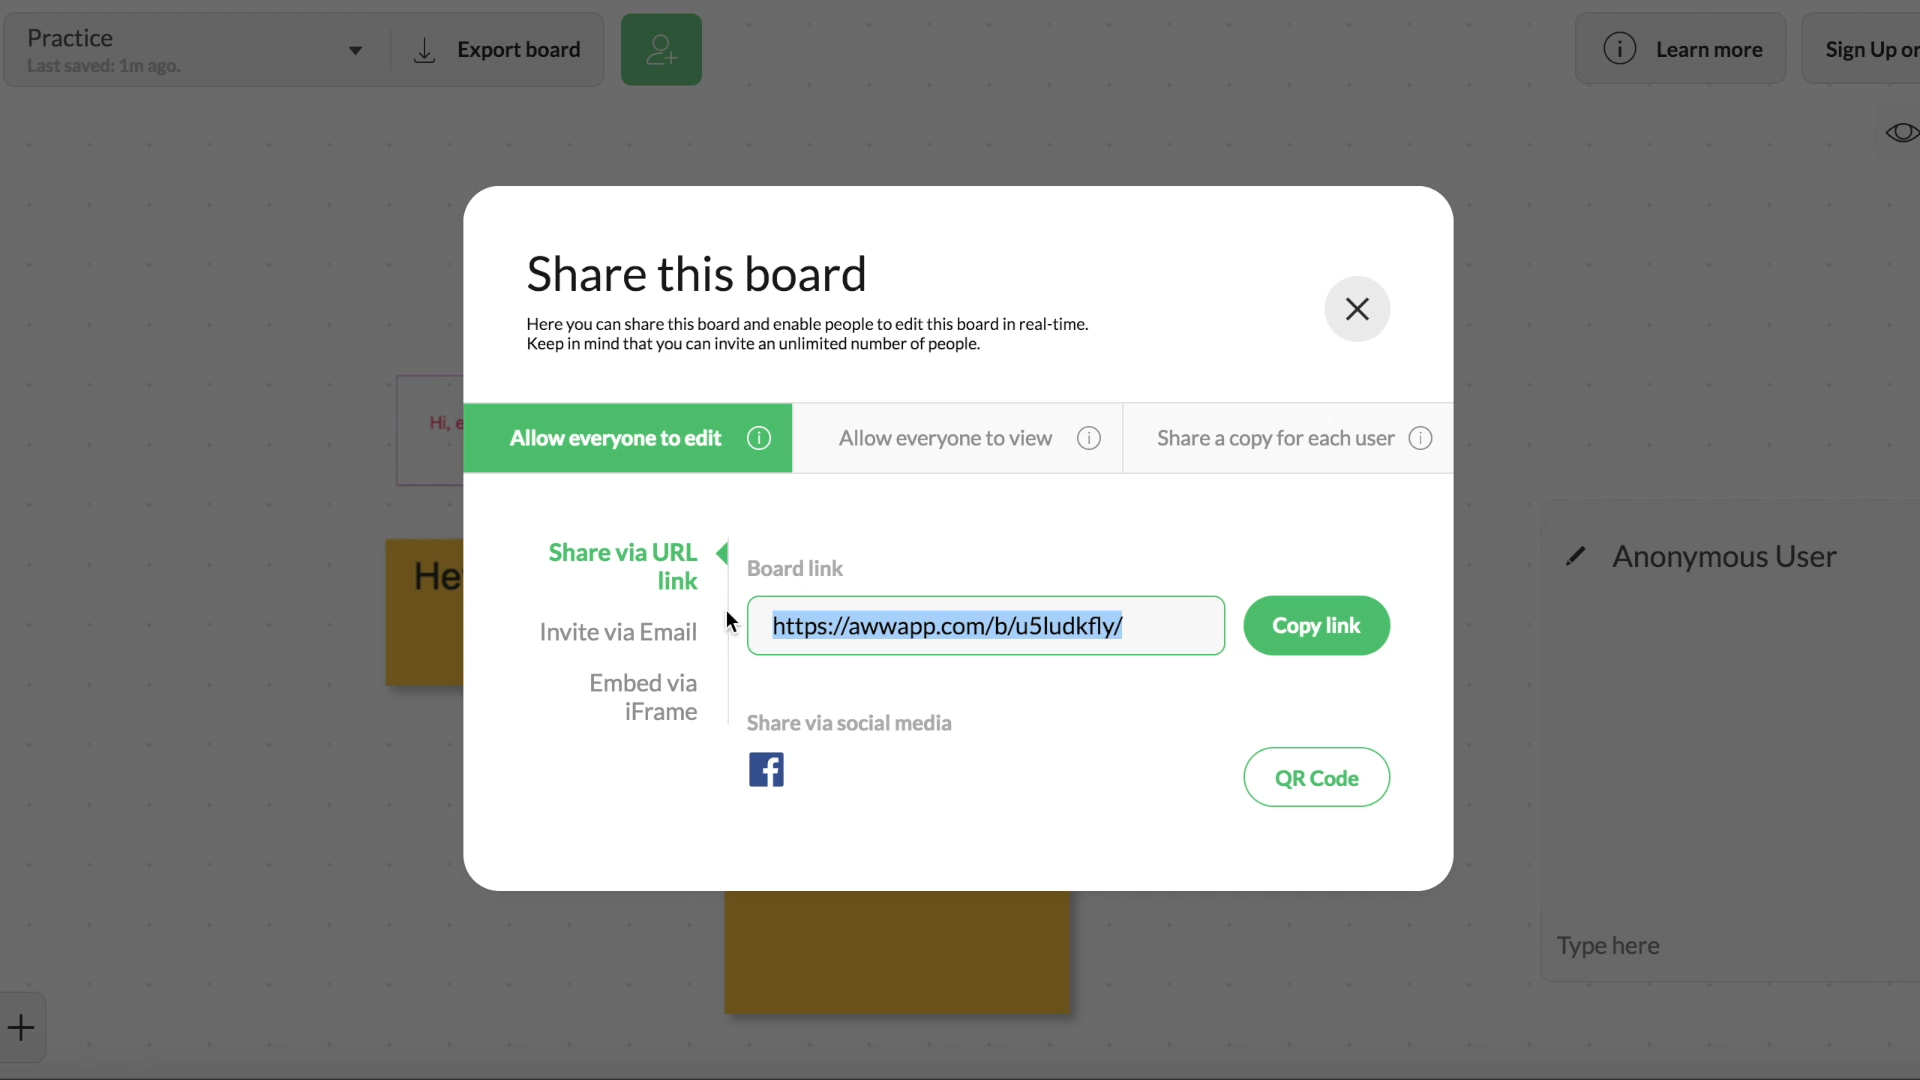 Practice
Last saved: 1m ago.
Export board
Learn more
Sign Up or
Share this board
Here you can share this board and enable people to edit this board in real-time.
Keep in mind that you can invite an unlimited number of people.
Hi, e
Allow everyone to edit
Allow everyone to view
Share a copy for each user
Share via URL
link
Board link
He
Invite via Email
https://awwapp.com/b/u5ludkfly/
Copy link
Embed via
iFrame
Share via social media
QR Code
Anonymous User
Type here